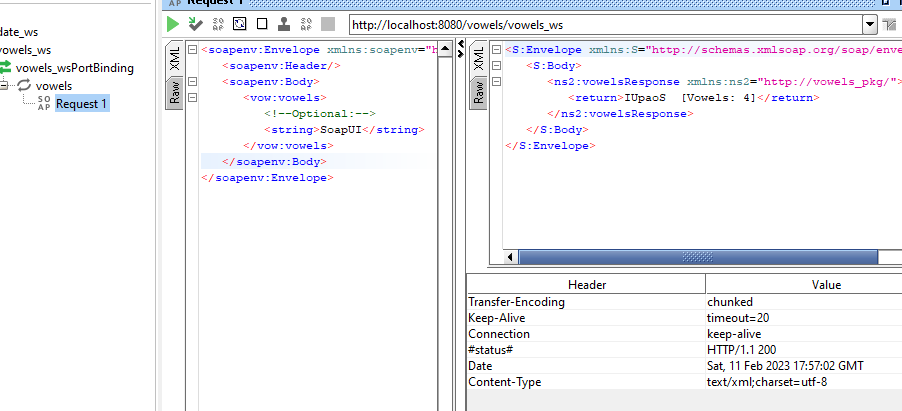 Request 1
http://localhost:8080/vowels/vowels_ws
date_ws
vowels_ws
vowels_wsPortBinding
vowels
SO
AP
Request 1
XML
Raw
<soapenv:Envelope xmlns:soapenv="h
<soapenv:Header/>
<soapenv:Body>
<vow:vowels>
<!--Optional:-->
<string>SoapUI</string>
</vow:vowels>
</soapenv:Body>
</soapenv:Envelope>
XML
Raw
<S:Envelope xmlns:S="http://schemas.xmlsoap.org/soap/enve
<S:Body>
<ns2:vowelsResponse xmlns:ns2="http://vowels_pkg/">
<return>IUpaoS  [Vowels: 4]</return>
</ns2:vowelsResponse>
</S:Body>
</S:Envelope>
Header Value
Transfer-Encoding chunked
Keep-Alive timeout=20
Connection keep-alive
#status# HTTP/1.1 200
Date Sat, 11 Feb 2023 17:57:02 GMT
Content-Type text/xml;charset=utf-8